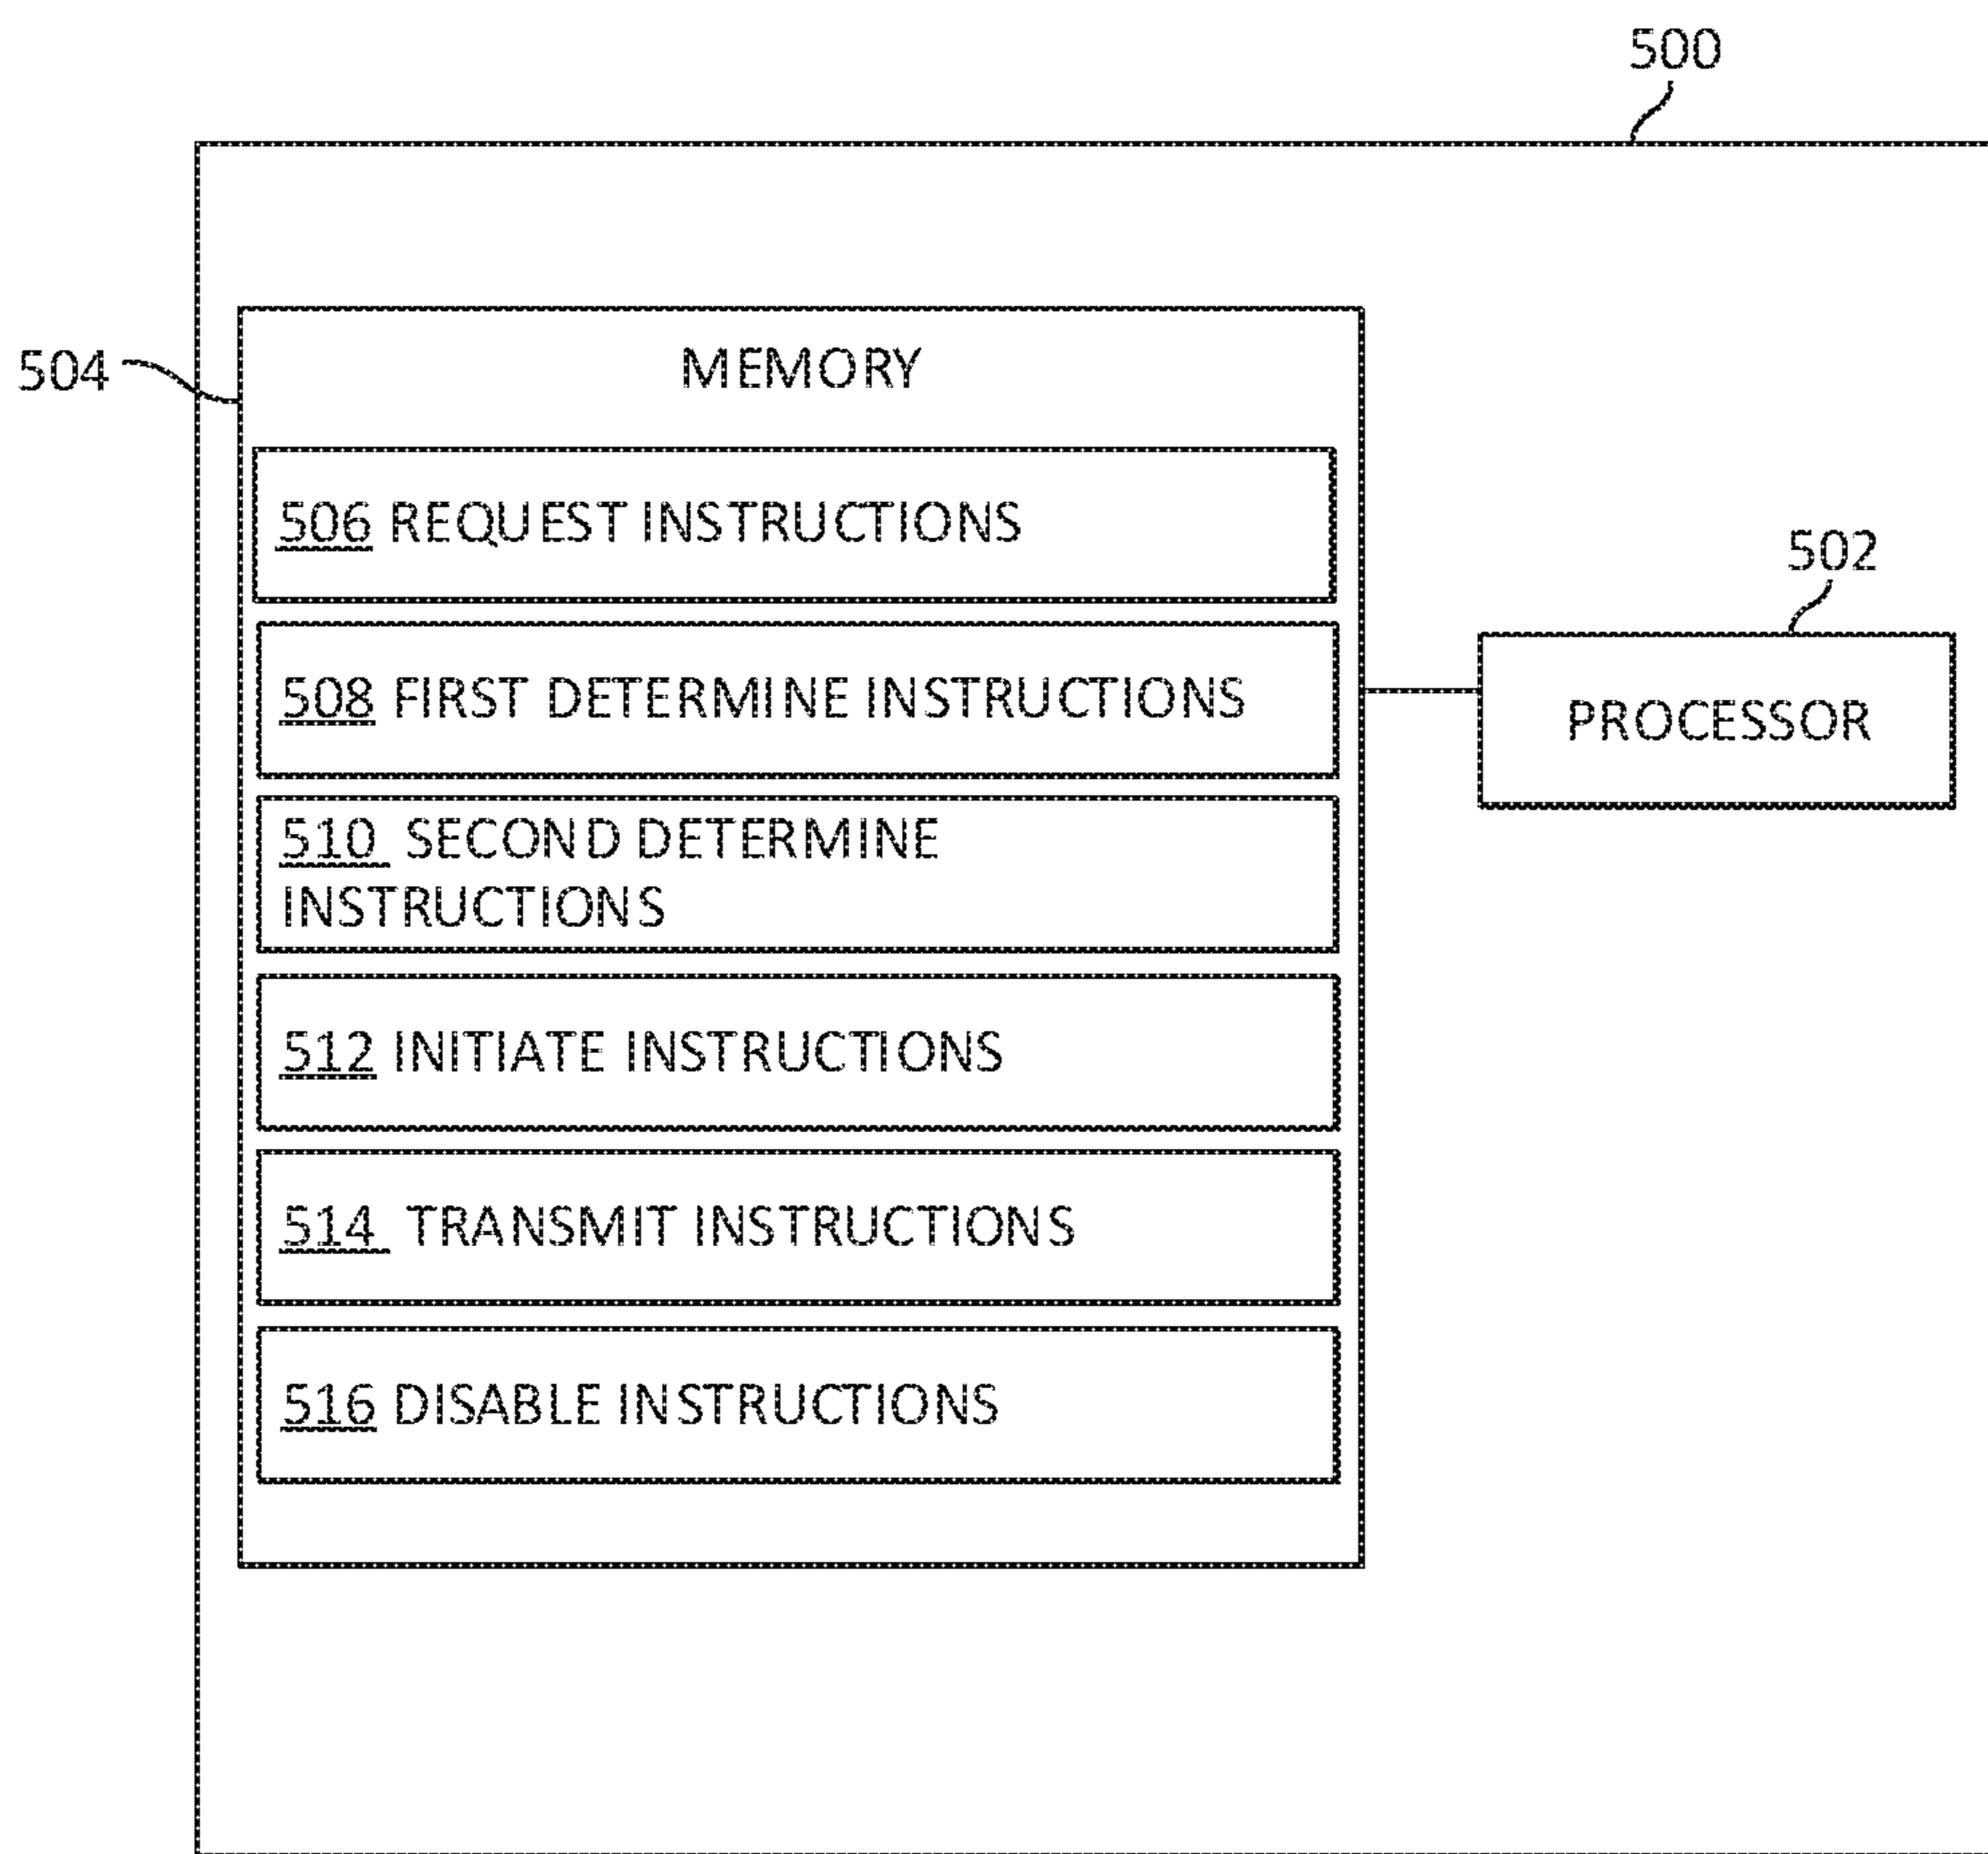 500
504
MEMORY
506 REQUEST INSTRUCTIONS
502
508 FIRST DETERMINE INSTRUCTIONS
PROCESSOR
510 SECOND DETERMINE
INSTRUCTIONS
512 INITIATE INSTRUCTIONS
514 TRANSMIT INSTRUCTIONS
516 DISABLE INSTRUCTIONS